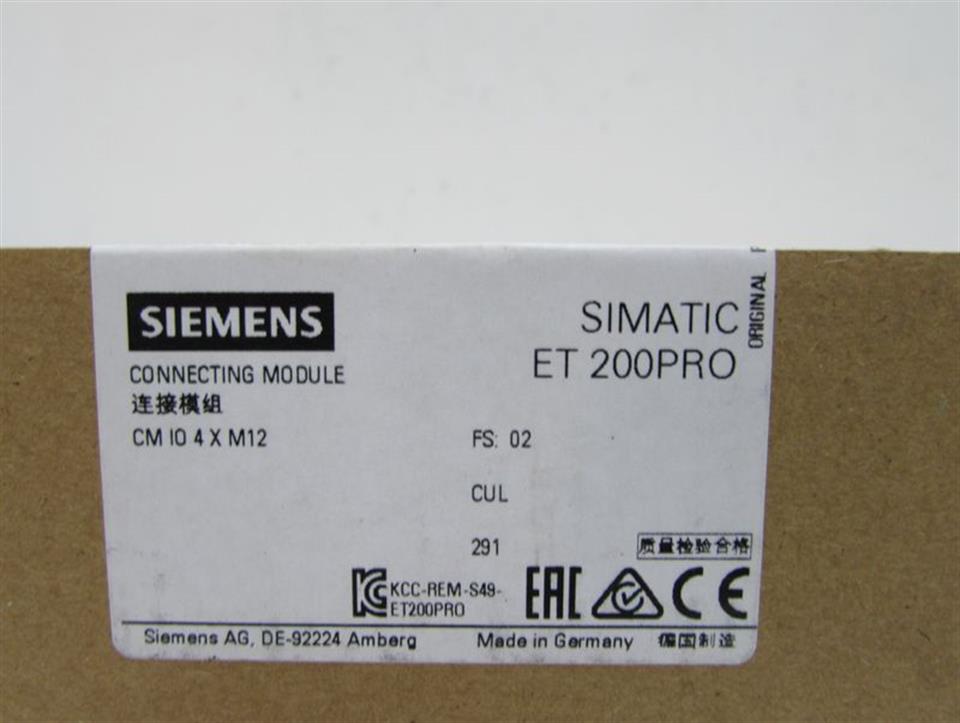 SIEMENS
SIMATIC
ET 200PRO
ORIGINAL
CONNECTING MODULE
连接模组
CM IO 4 X M12
FS: 02
CUL
291
质量检验合格
KCC-REM-S49-
ET200PRO
EAC
CE
Siemens AG, DE-92224 Amberg
Made in Germany 德国制造